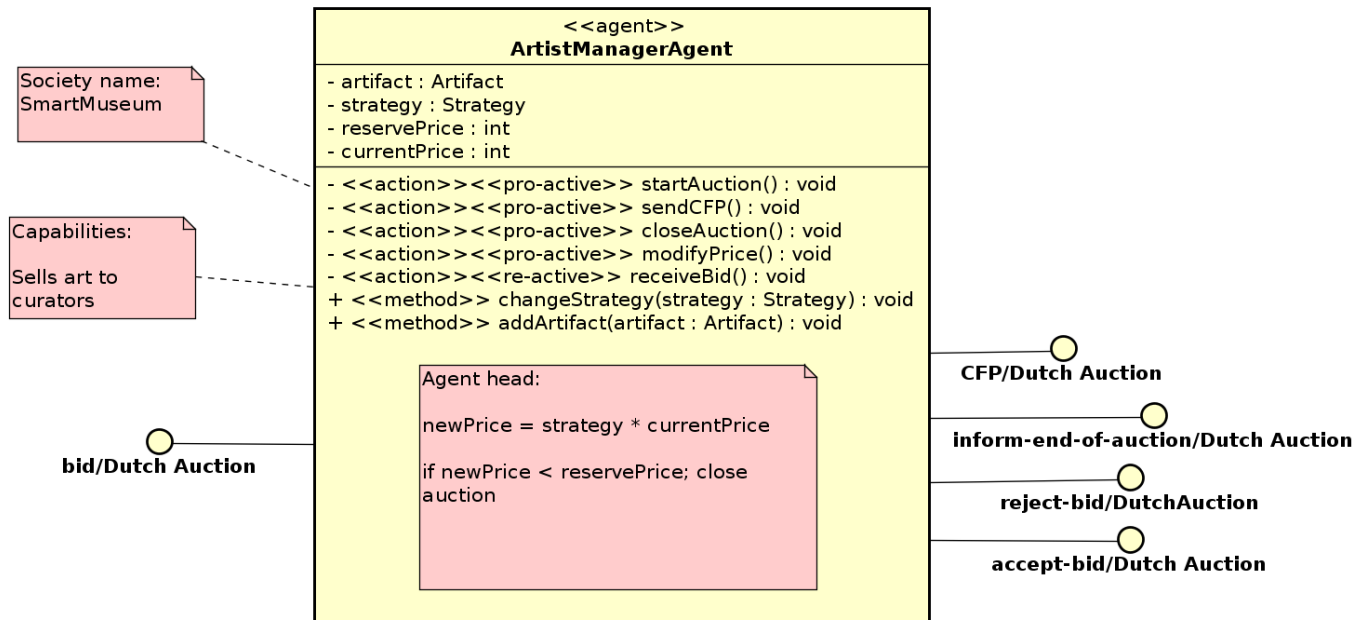 <<agent>>
ArtistManagerAgent
Society name:
SmartMuseum
- artifact : Artifact
- strategy : Strategy
- reservePrice : int
- currentPrice : int
- <<action>><<pro-active>> startAuction() : void
- <<action>><<pro-active>> sendCFP() : void
- <<action>><<pro-active>> closeAuction() : void
- <<action>><<pro-active>> modifyPrice() : void
- <<action>><<re-active>> receiveBid() : void
+ <<method>> changeStrategy(strategy : Strategy) : void
+ <<method>> addArtifact(artifact : Artifact) : void
Capabilities:
Sells art to
curators
Agent head:
newPrice = strategy * currentPrice
if newPrice < reservePrice; close
auction
bid/Dutch Auction
CFP/Dutch Auction
inform-end-of-auction/Dutch Auction
reject-bid/DutchAuction
accept-bid/Dutch Auction